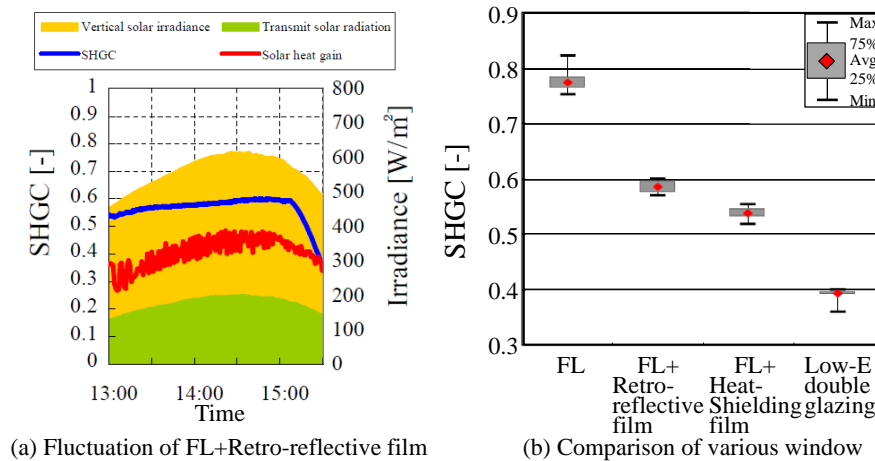 Vertical solar irradiance
Transmit solar radiation
SHGC
Solar heat gain
1
0.9
0.8
0.7
0.6
0.5
0.4
0.3
0.2
0.1
0
SHGC [-]
800
700
600
500
400
300
200
100
0
Irradiance [W/m²]
13:00 14:00 15:00
Time
(a) Fluctuation of FL+Retro-reflective film
0.9
0.8
0.7
0.6
0.5
0.4
0.3
SHGC [-]
Max
75%
Avg
25%
Min
FL
FL+
Retro-
reflective
film
FL+
Heat-
Shielding
film
Low-E
double
glazing
(b) Comparison of various window